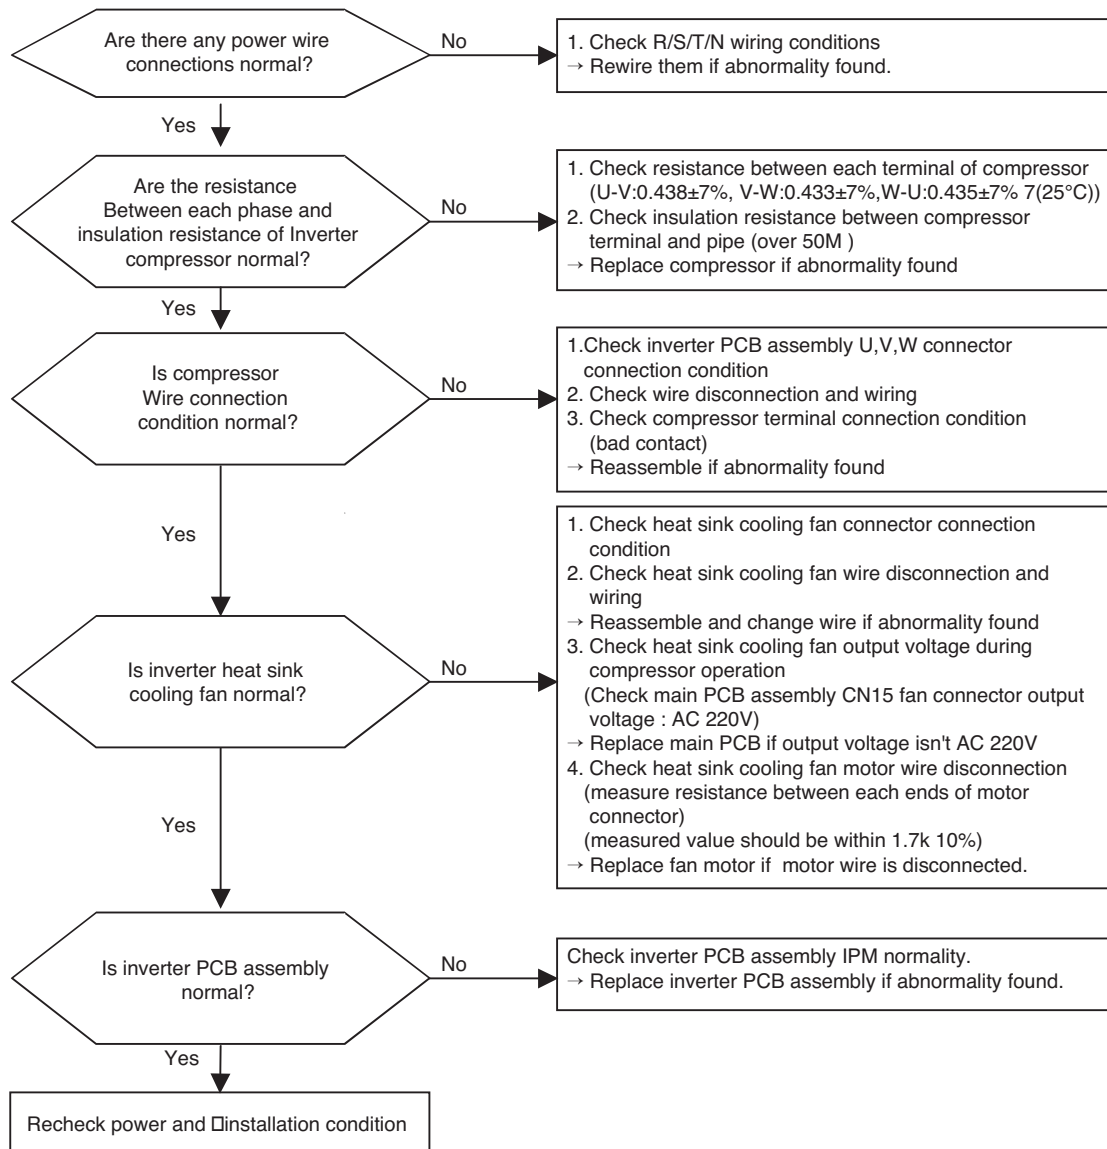 Are there any power wire
connections normal?
No
1. Check R/S/T/N wiring conditions
→ Rewire them if abnormality found.
Yes
Are the resistance
Between each phase and
insulation resistance of Inverter
compressor normal?
No
1. Check resistance between each terminal of compressor
(U-V:0.438±7%, V-W:0.433±7%,W-U:0.435±7% 7(25°C))
2. Check insulation resistance between compressor
terminal and pipe (over 50M )
→ Replace compressor if abnormality found
Yes
Is compressor
Wire connection
condition normal?
No
1.Check inverter PCB assembly U,V,W connector
connection condition
2. Check wire disconnection and wiring
3. Check compressor terminal connection condition
(bad contact)
→ Reassemble if abnormality found
Yes
Is inverter heat sink
cooling fan normal?
No
1. Check heat sink cooling fan connector connection
condition
2. Check heat sink cooling fan wire disconnection and
wiring
→ Reassemble and change wire if abnormality found
3. Check heat sink cooling fan output voltage during
compressor operation
(Check main PCB assembly CN15 fan connector output
voltage : AC 220V)
→ Replace main PCB if output voltage isn't AC 220V
4. Check heat sink cooling fan motor wire disconnection
(measure resistance between each ends of motor
connector)
(measured value should be within 1.7k 10%)
→ Replace fan motor if  motor wire is disconnected.
Yes
Is inverter PCB assembly
normal?
No
Check inverter PCB assembly IPM normality.
→ Replace inverter PCB assembly if abnormality found.
Yes
Recheck power and □installation condition